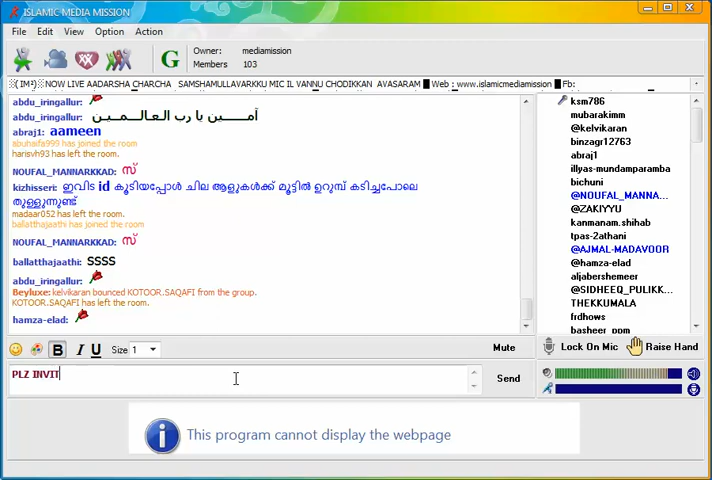 ISLAMIC MEDIA MISSION
File Edit View Option Action
G Owner: mediamission
Members 103
:(IM²)NOW LIVE AADARSHA CHARCHA SAMSHAMULLAVARKKU MIC IL VANNU CHODIKKAN AVASARAM Web : www.islamicmediamission Fb:
abdu_iringallur:
abdu_iringallur: آمــــين يا رب الـعـالــمـيـن
abraj1: aameen
abuhaifa999 has joined the room
harisvh93 has left the room.
NOUFAL_MANNARKKAD: സ്
kizhisseri: ഇവിട id കൂടിയപ്പോൾ ചില ആളുകൾക്ക് മൂട്ടിൽ ഉറുമ്പ് കടിച്ചപോലെ
തുള്ളുന്നുണ്ട്
madaar052 has left the room.
ballatthajaathi has joined the room
NOUFAL_MANNARKKAD: സ്
ballatthajaathi: SSSS
abdu_iringallur:
Beyluxe: kelvikaran bounced KOTOOR.SAQAFI from the group.
KOTOOR.SAQAFI has left the room.
hamza-elad:
ksm786
mubarakimm
@kelvikaran
binzagr12763
abraj1
illyas-mundamparamba
bichuni
@NOUFAL_MANNA...
@ZAKIYYU
kanmanam.shihab
tpas-2athani
@AJMAL-MADAVOOR
@hamza-elad
aljabershemeer
@SIDHEEQ_PULIKK...
THEKKUMALA
frdhows
basheer_ppm
B I U Size 1 Mute
Lock On Mic Raise Hand
PLZ INVIT
Send
This program cannot display the webpage